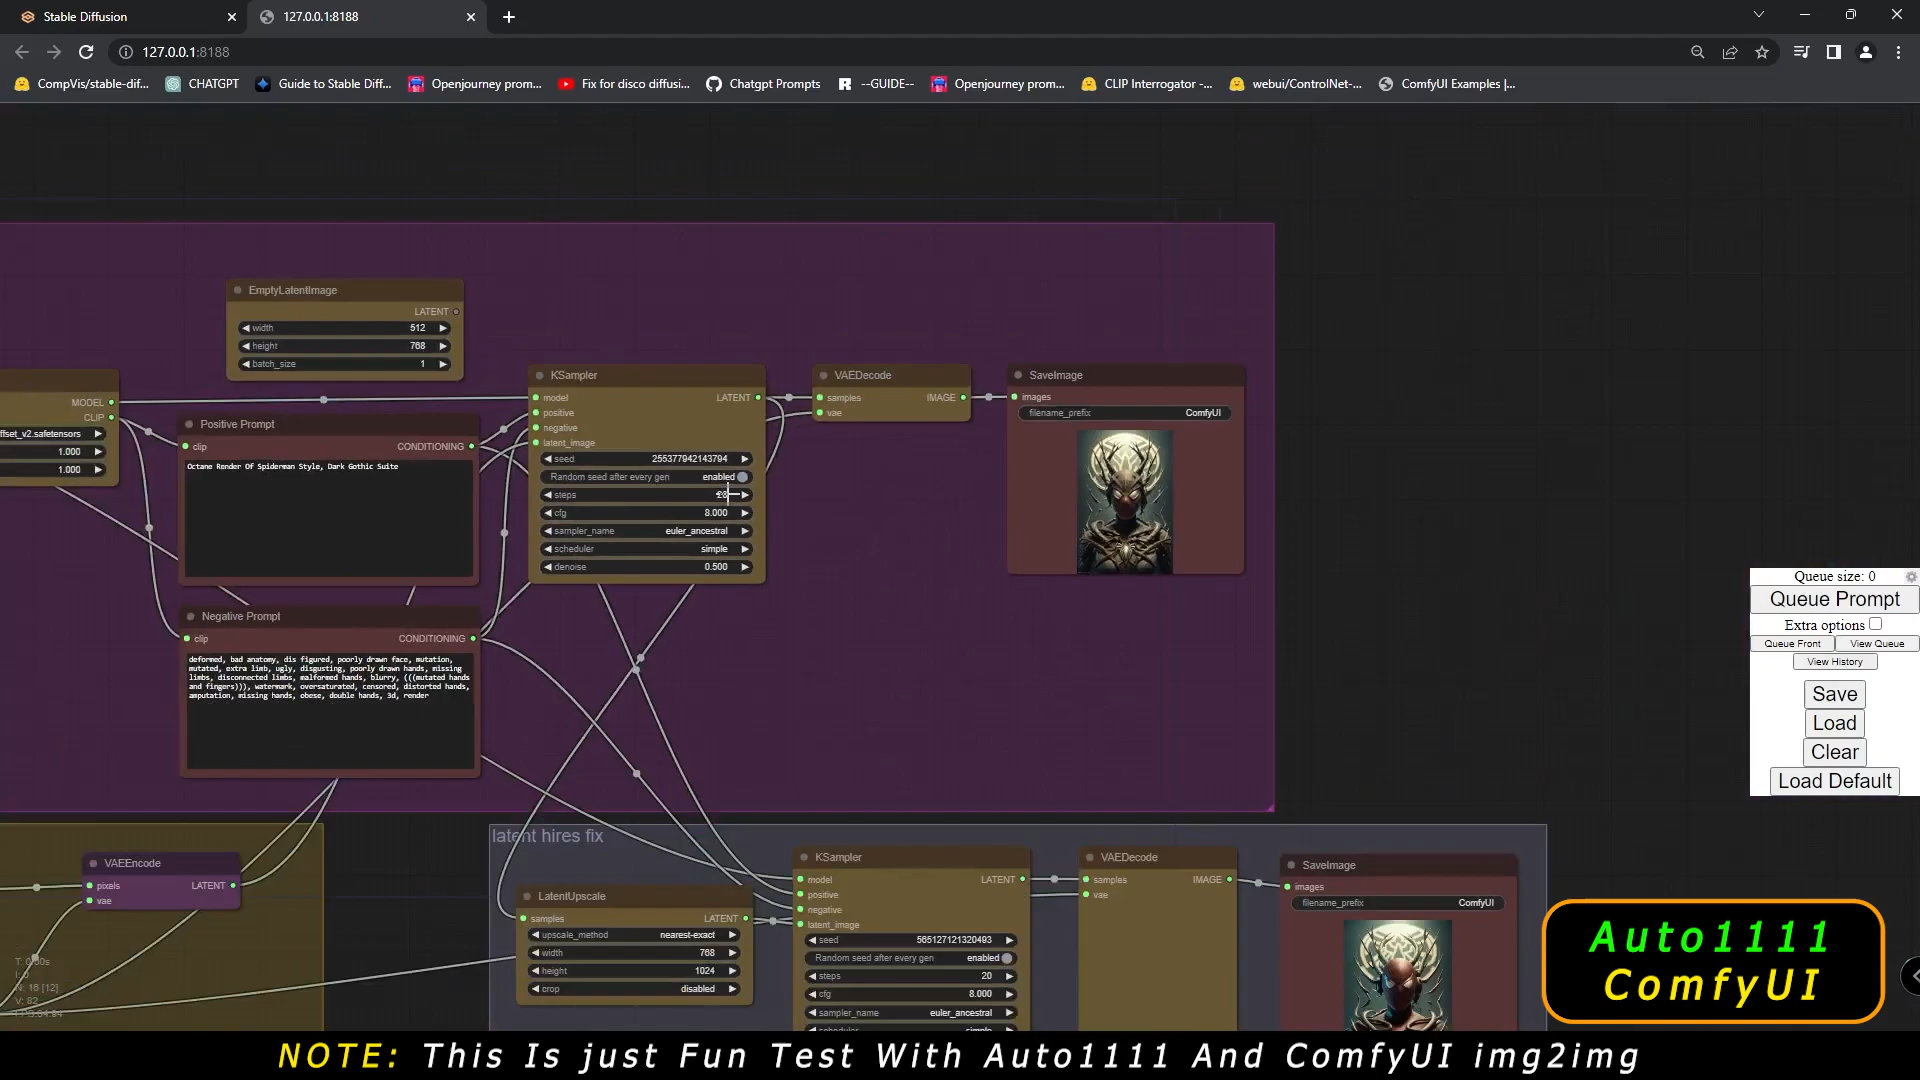 Stable Diffusion
127.0.0.1:8188
127.0.0.1:8188
CompVis/stable-dif...
CHATGPT
Guide to Stable Diff...
Openjourney prom...
Fix for disco diffusi...
Chatgpt Prompts
--GUIDE--
Openjourney prom...
CLIP Interrogator -...
webui/ControlNet-...
ComfyUI Examples |...
EmptyLatentImage
LATENT
width 512
height 768
batch_size 1
MODEL
CLIP
ffset_v2.safetensors
1.000
1.000
Positive Prompt
clip CONDITIONING
Octane Render Of Spiderman Style, Dark Gothic Suite
Negative Prompt
clip CONDITIONING
deformed, bad anatomy, dis figured, poorly drawn face, mutation,
mutated, extra limb, ugly, disgusting, poorly drawn hands, missing
limbs, disconnected limbs, malformed hands, blurry, (((mutated hands
and fingers))), watermark, oversaturated, censored, distorted hands,
amputation, missing hands, obese, double hands, 3d, render
KSampler
model LATENT
positive
negative
latent_image
seed 255377942143794
Random seed after every gen enabled
steps
cfg 8.000
sampler_name euler_ancestral
scheduler simple
denoise 0.500
VAEDecode
samples IMAGE
vae
SaveImage
images
filename_prefix ComfyUI
Queue size: 0
Queue Prompt
Extra options
Queue Front View Queue
View History
Save
Load
Clear
Load Default
VAEEncode
pixels LATENT
vae
T: 0.00s
I: 0
N: 16 [12]
V: 82
latent hires fix
LatentUpscale
samples LATENT
upscale_method nearest-exact
width 768
height 1024
crop disabled
KSampler
model LATENT
positive
negative
latent_image
seed 565127121320493
Random seed after every gen enabled
steps 20
cfg 8.000
sampler_name euler_ancestral
VAEDecode
samples IMAGE
vae
SaveImage
images
filename_prefix ComfyUI
Auto1111
ComfyUI
NOTE: This Is just Fun Test With Auto1111 And ComfyUI img2img